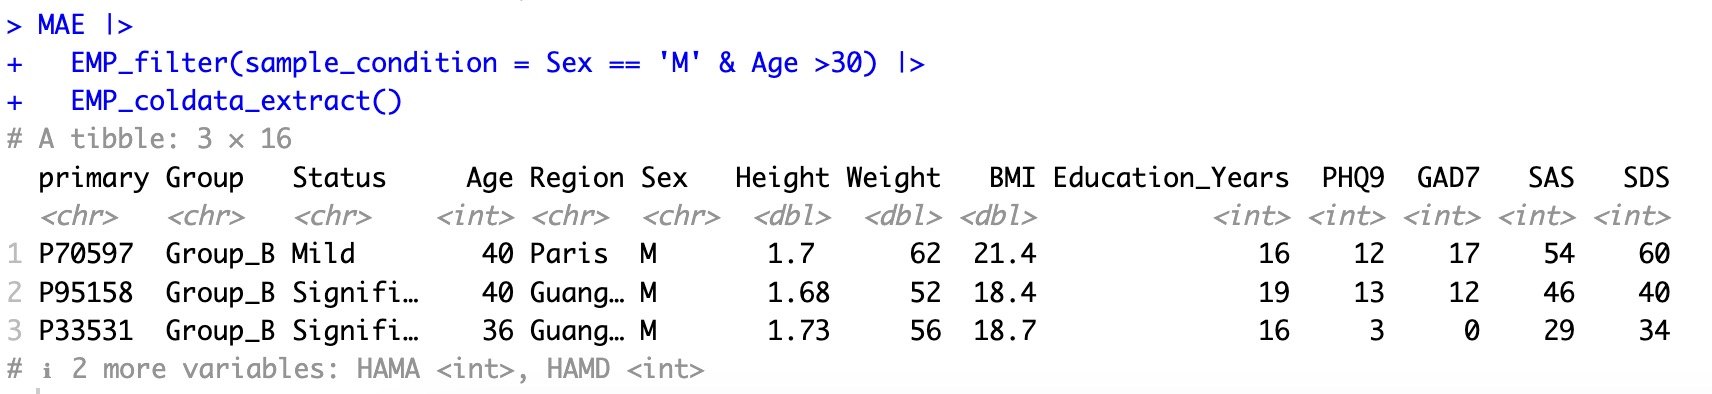 > MAE |>
+   EMP_filter(sample_condition = Sex == 'M' & Age >30) |>
+   EMP_coldata_extract()
# A tibble: 3 × 16
  primary Group   Status     Age Region Sex   Height Weight   BMI Education_Years  PHQ9  GAD7   SAS   SDS
  <chr>   <chr>   <chr>    <int> <chr>  <chr>  <dbl>  <dbl> <dbl>           <int> <int> <int> <int> <int>
1 P70597  Group_B Mild        40 Paris  M       1.7      62  21.4              16    12    17    54    60
2 P95158  Group_B Signifi…    40 Guang… M       1.68     52  18.4              19    13    12    46    40
3 P33531  Group_B Signifi…    36 Guang… M       1.73     56  18.7              16     3     0    29    34
# ℹ 2 more variables: HAMA <int>, HAMD <int>